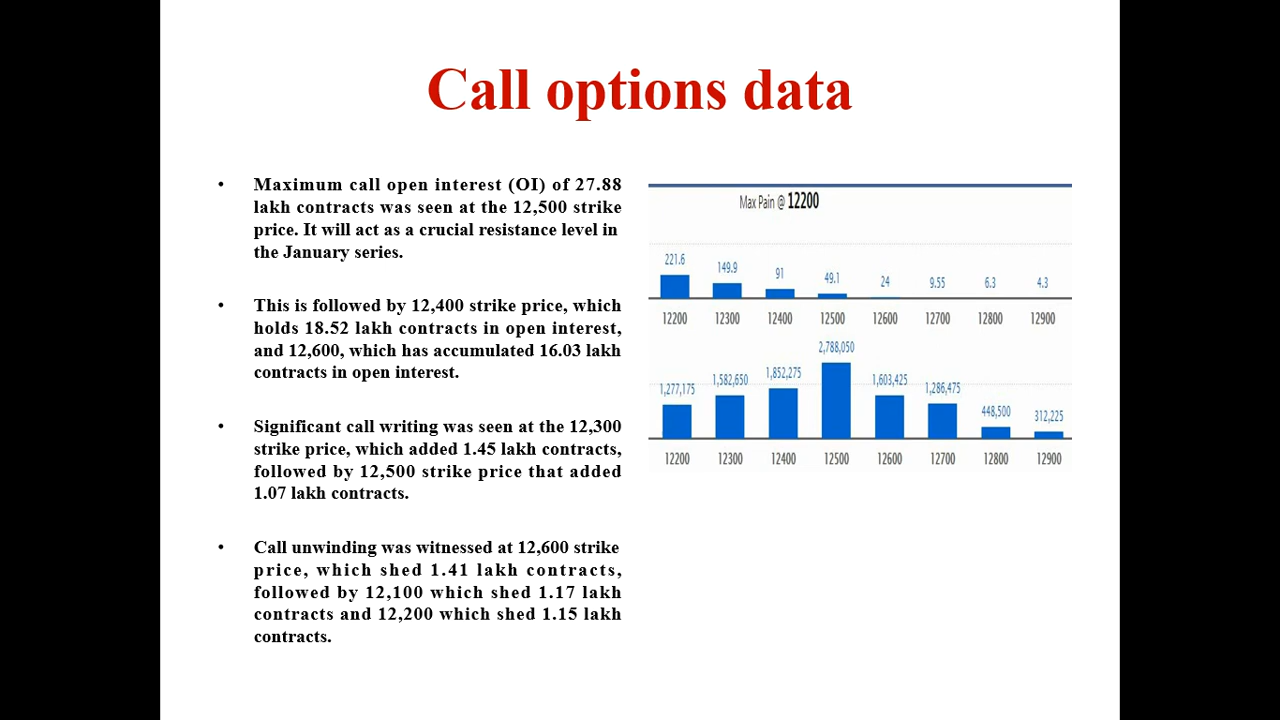 Call options data
• Maximum call open interest (OI) of 27.88
lakh contracts was seen at the 12,500 strike
price. It will act as a crucial resistance level in
the January series.
• This is followed by 12,400 strike price, which
holds 18.52 lakh contracts in open interest,
and 12,600, which has accumulated 16.03 lakh
contracts in open interest.
• Significant call writing was seen at the 12,300
strike price, which added 1.45 lakh contracts,
followed by 12,500 strike price that added
1.07 lakh contracts.
• Call unwinding was witnessed at 12,600 strike
price, which shed 1.41 lakh contracts,
followed by 12,100 which shed 1.17 lakh
contracts and 12,200 which shed 1.15 lakh
contracts.
Max Pain @ 12200
221.6 149.9 91 49.1 24 9.55 6.3 4.3
12200 12300 12400 12500 12600 12700 12800 12900
1,277,175 1,582,650 1,852,275 2,788,050 1,603,425 1,286,475 448,500 312,225
12200 12300 12400 12500 12600 12700 12800 12900